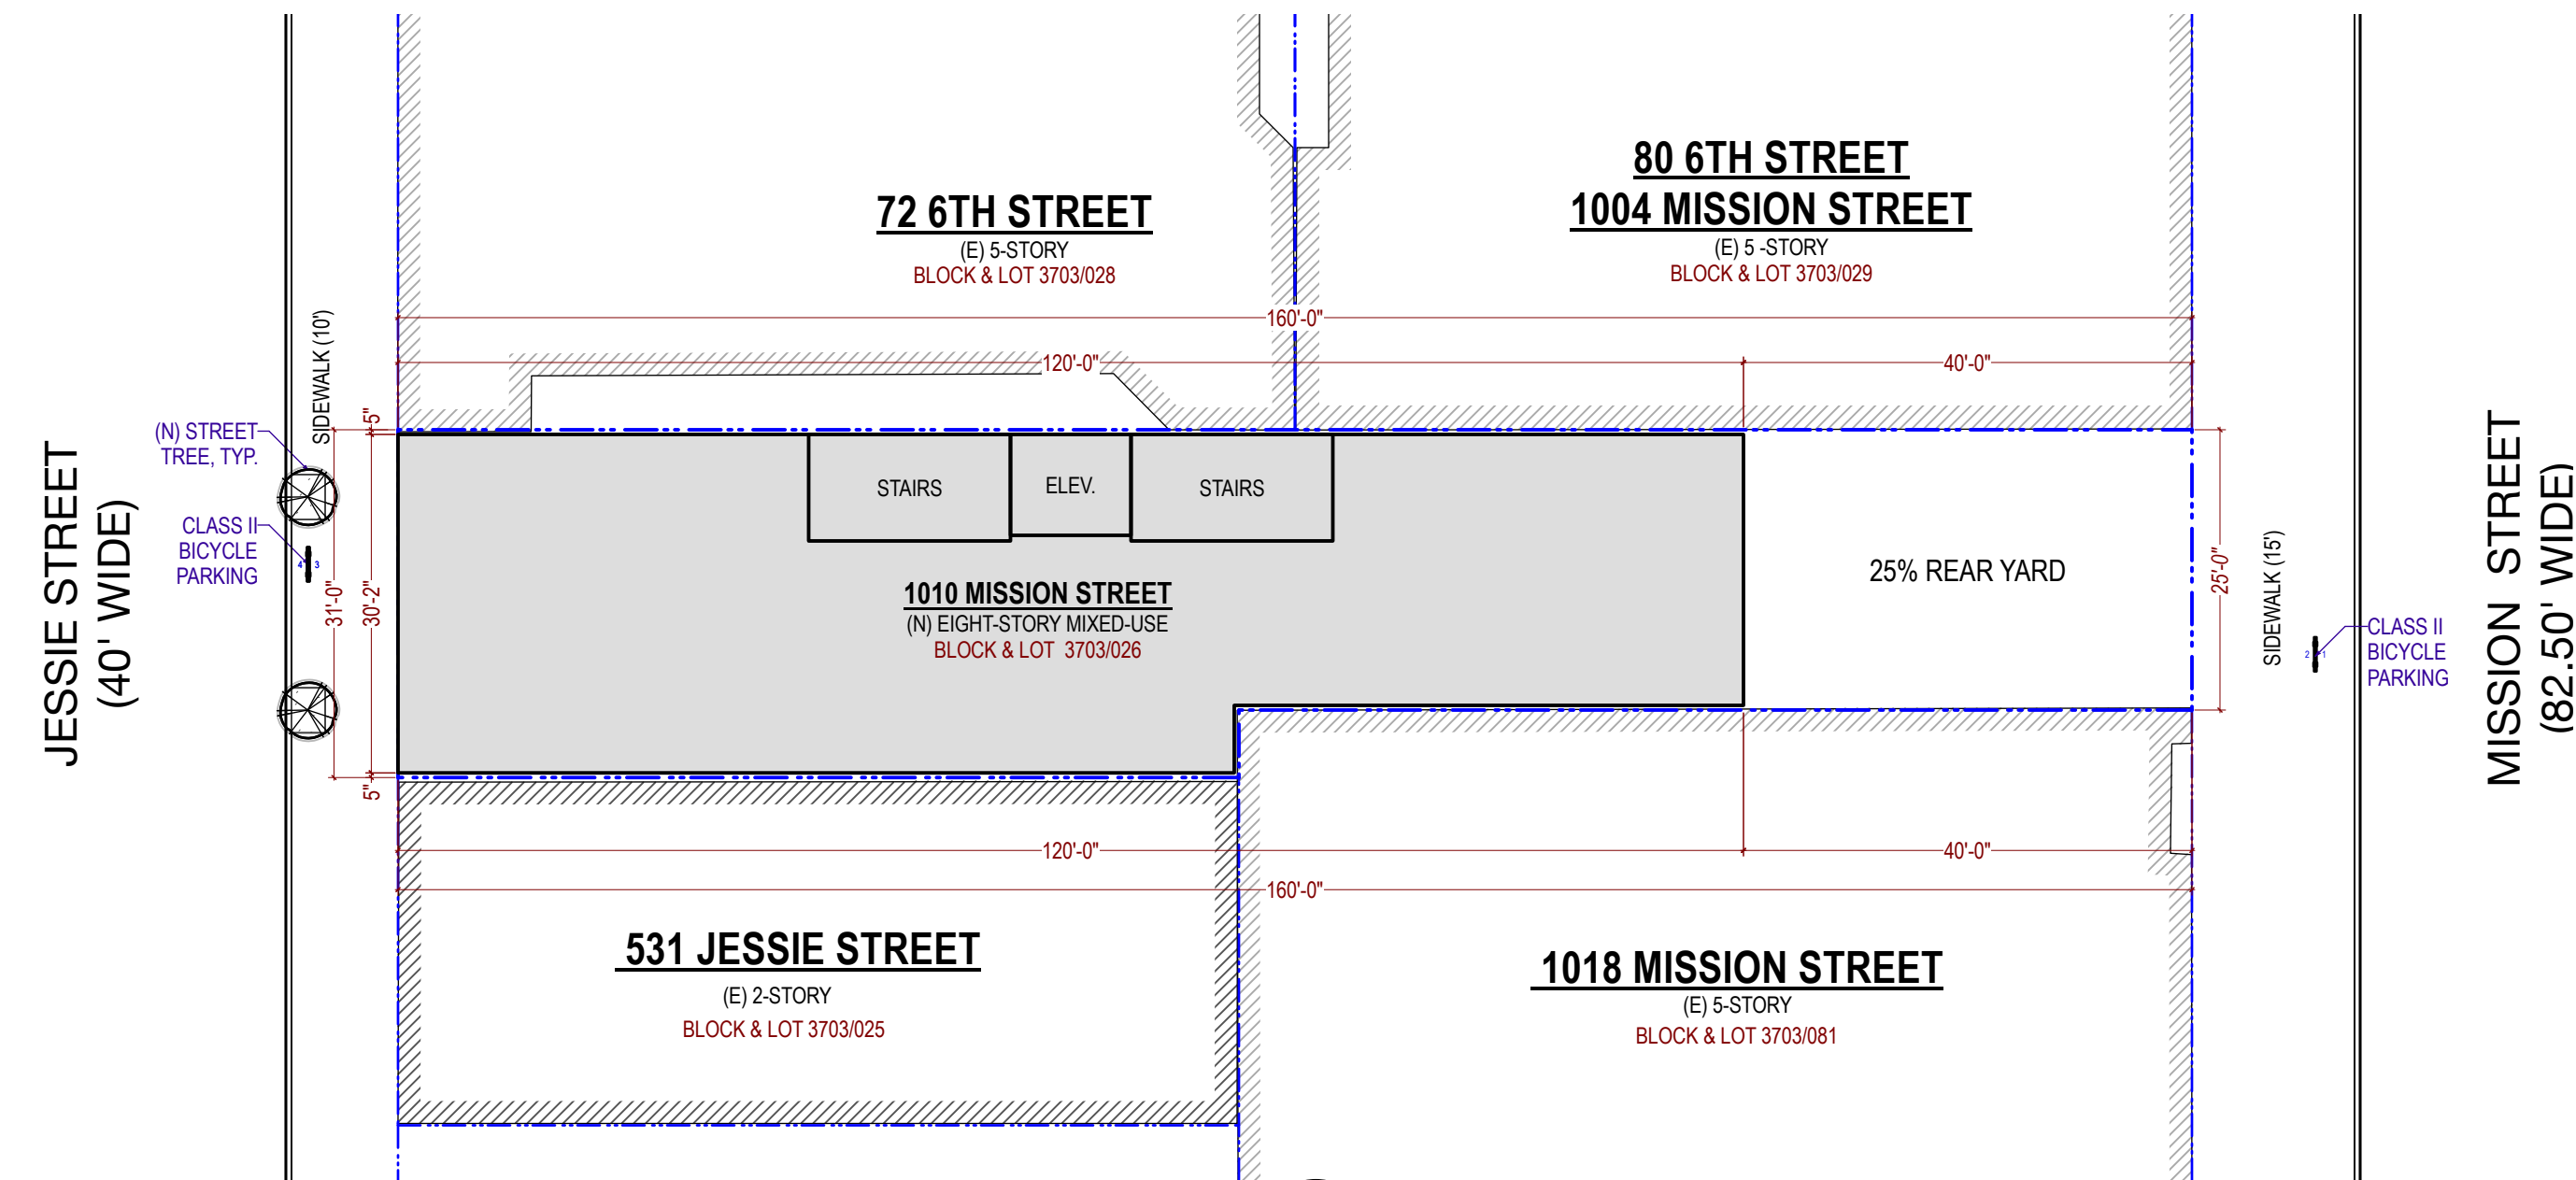 80 6TH STREET
1004 MISSION STREET
(E) 5 -STORY
BLOCK & LOT 3703/029
72 6TH STREET
(E) 5-STORY
BLOCK & LOT 3703/028
160'-0"
120'-0"
40'-0"
SIDEWALK (10')
5"
(N) STREET
TREE, TYP.
CLASS II
BICYCLE
PARKING
4 3
JESSIE STREET
(40' WIDE)
31'-0"
30'-2"
5"
STAIRS
ELEV.
STAIRS
1010 MISSION STREET
(N) EIGHT-STORY MIXED-USE
BLOCK & LOT 3703/026
25% REAR YARD
25'-0"
SIDEWALK (15')
2 1
CLASS II
BICYCLE
PARKING
MISSION STREET
(82.50' WIDE)
120'-0"
40'-0"
160'-0"
531 JESSIE STREET
(E) 2-STORY
BLOCK & LOT 3703/025
1018 MISSION STREET
(E) 5-STORY
BLOCK & LOT 3703/081